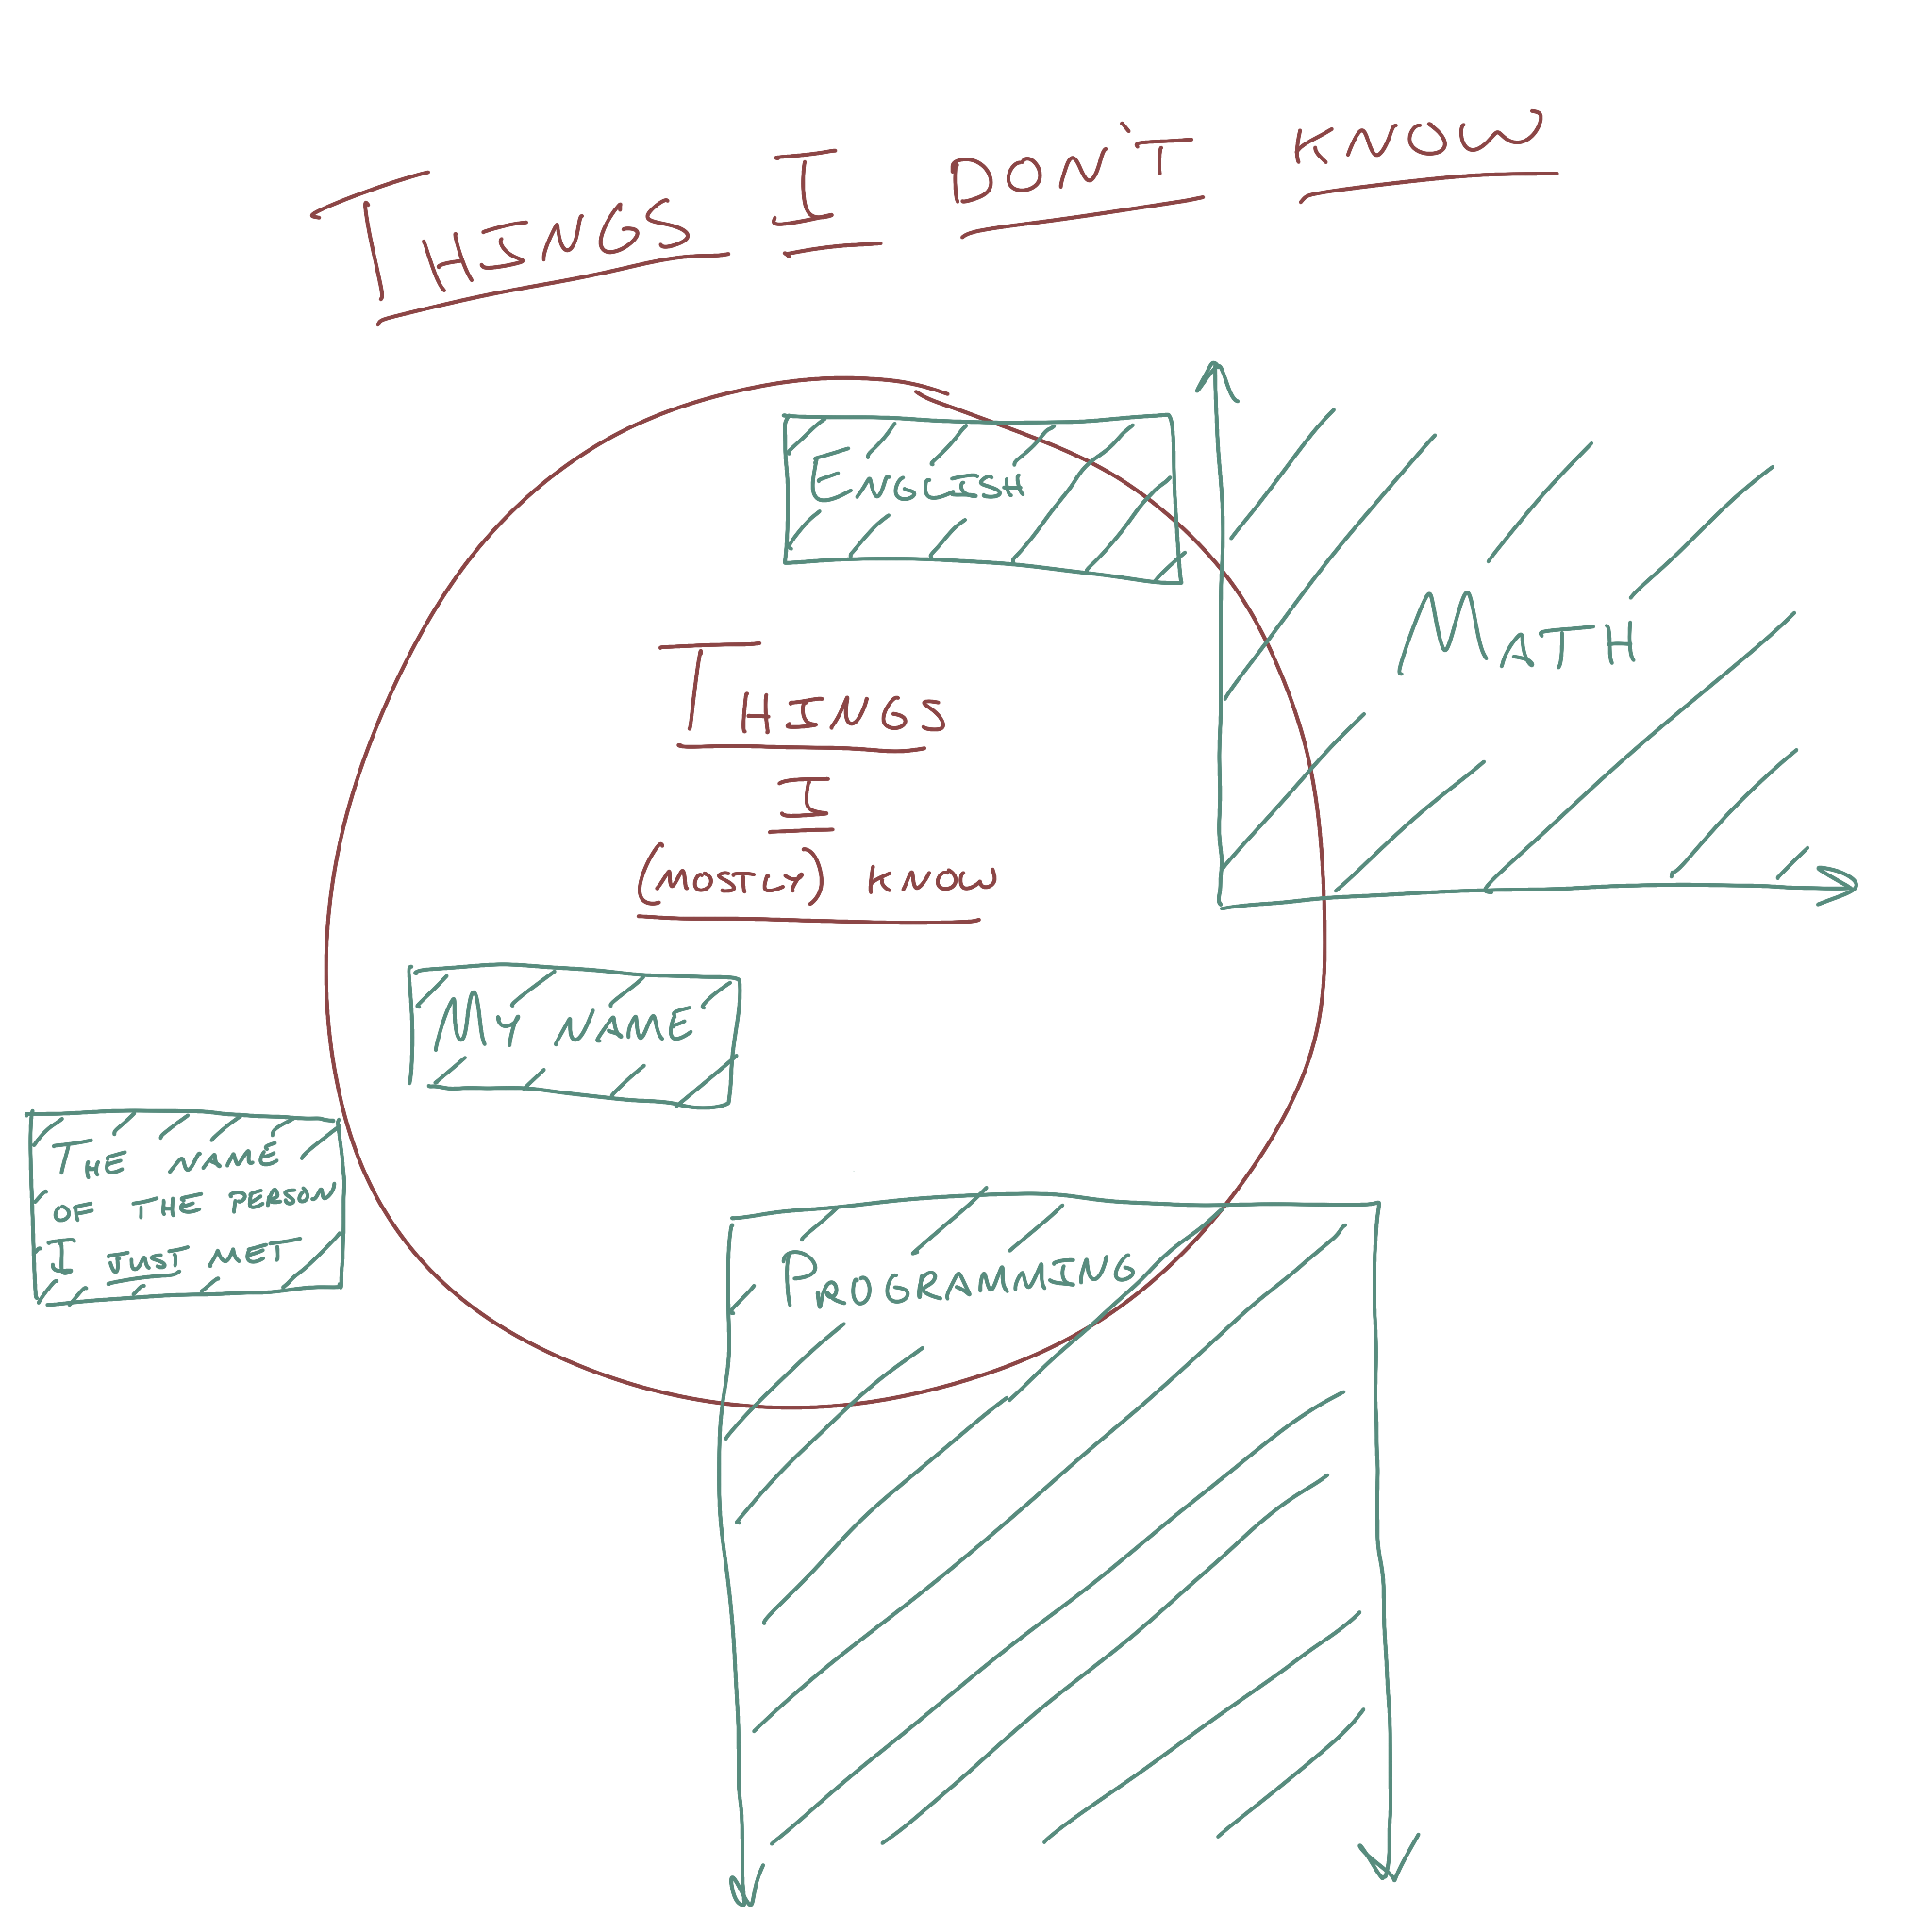 THINGS I DON'T KNOW
ENGLISH
MATH
THINGS
I
(MOSTLY) KNOW
MY NAME
THE NAME
OF THE PERSON
I JUST MET
PROGRAMMING